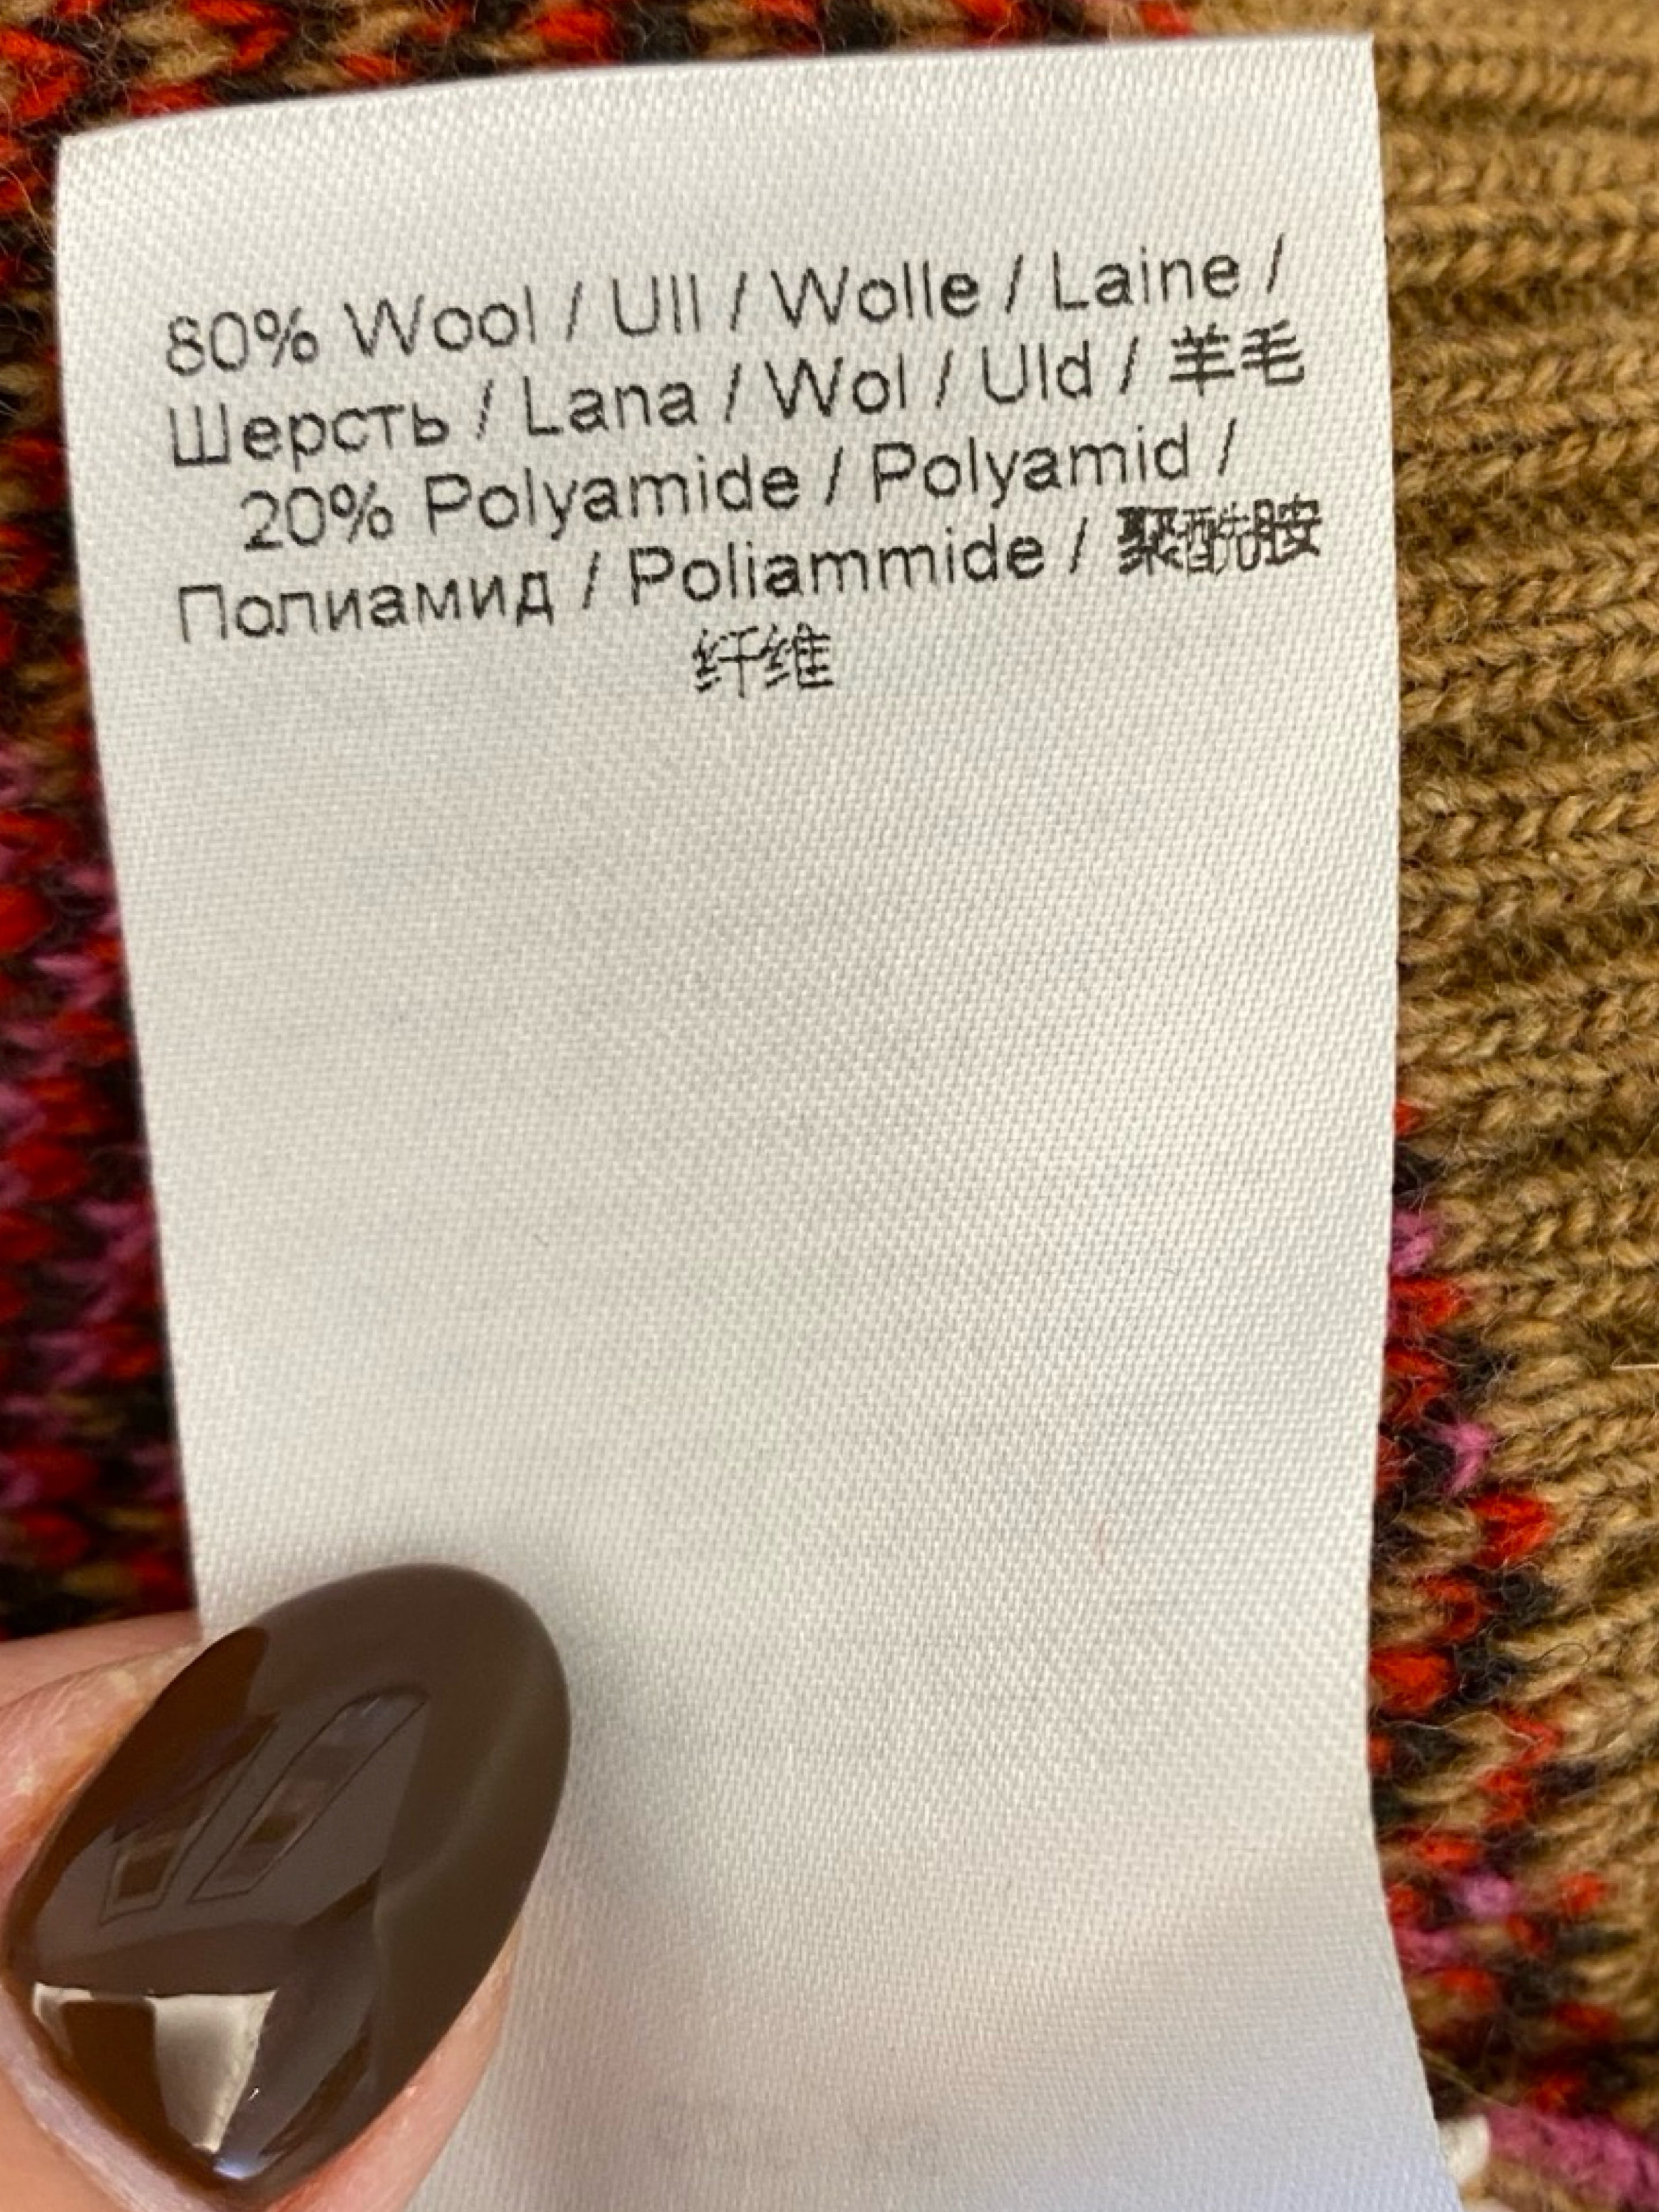 80% Wool / Ull / Wolle / Laine /
Шерсть / Lana / Wol / Uld / 羊毛
20% Polyamide / Polyamid /
Полиамид / Poliammide / 聚酰胺
纤维